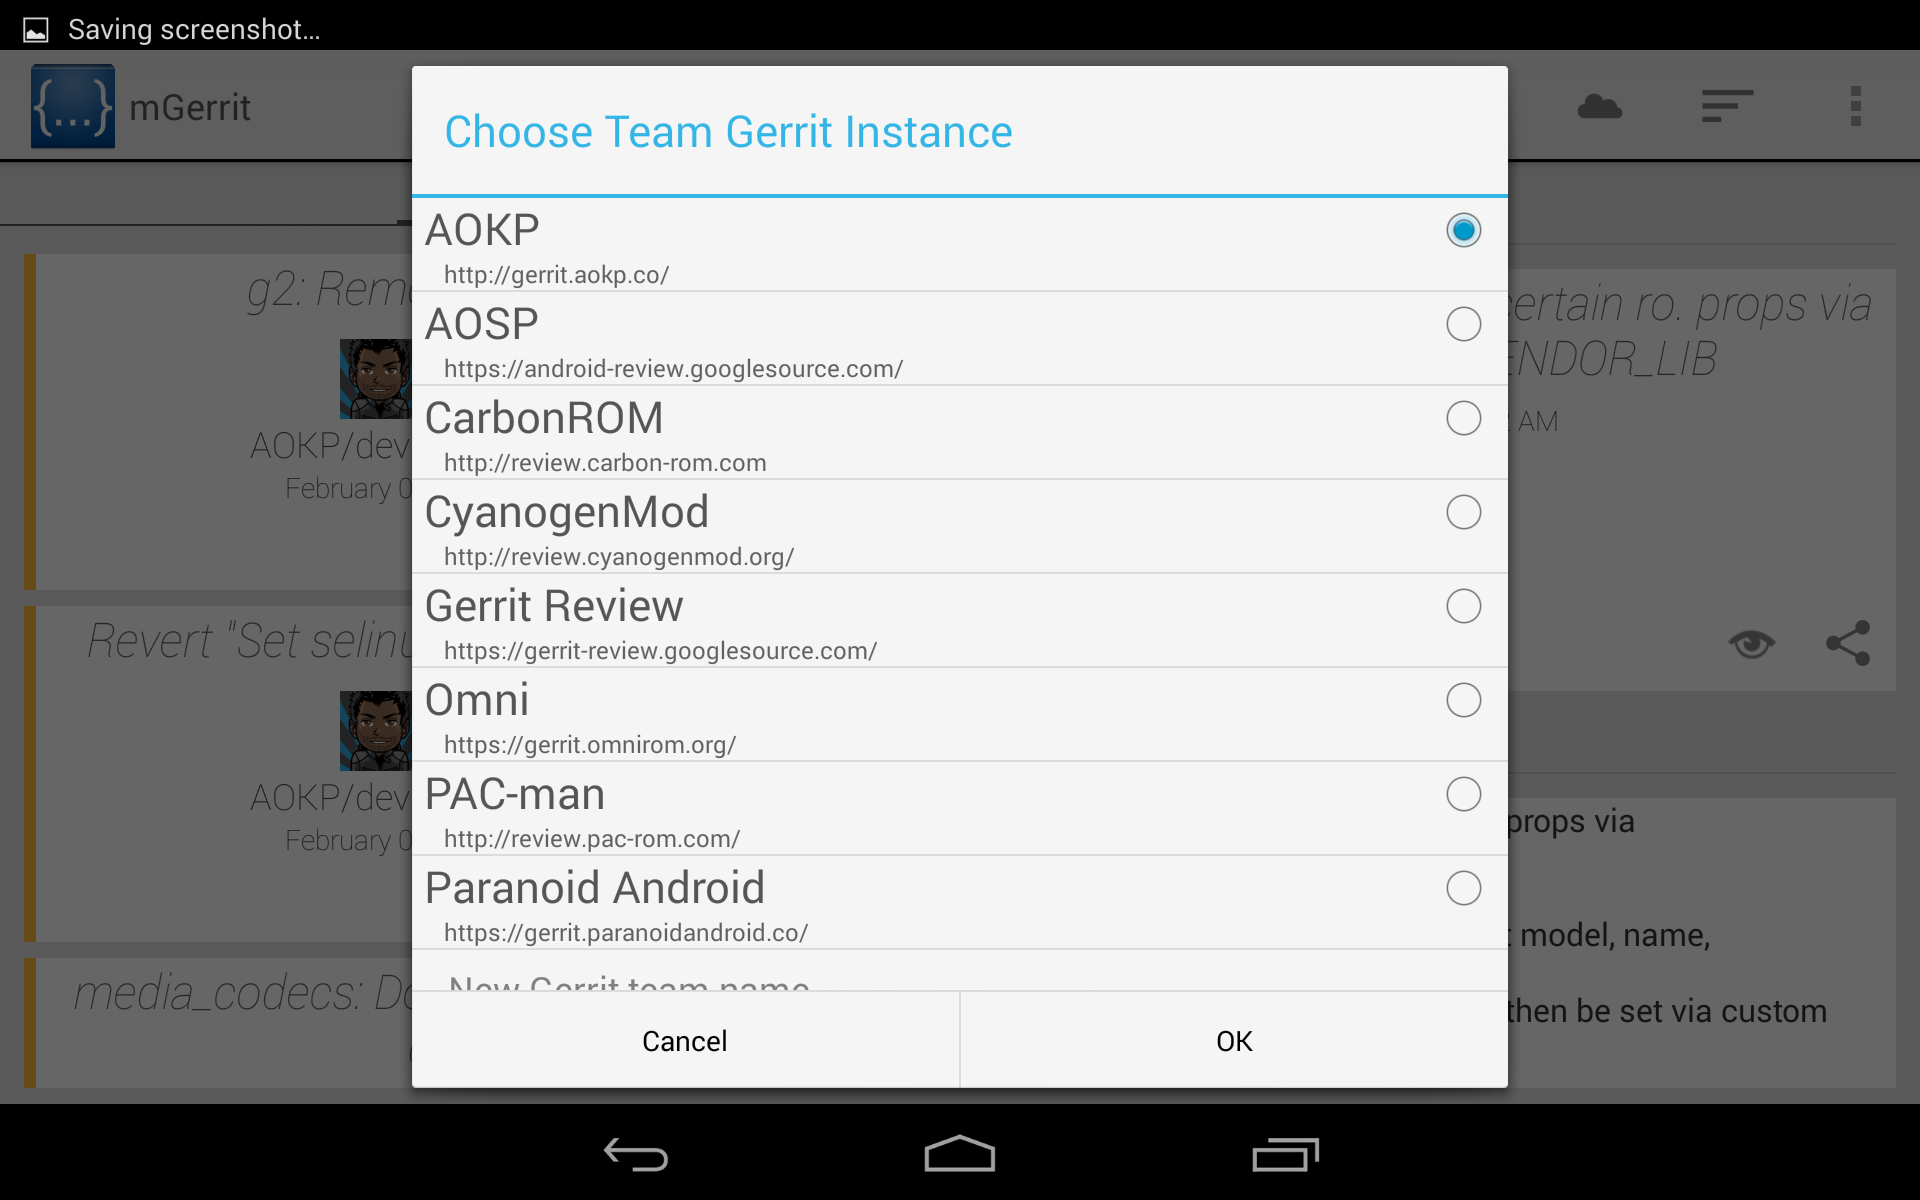 Saving screenshot...
{...} mGerrit
Choose Team Gerrit Instance
AOKP
http://gerrit.aokp.co/
AOSP
https://android-review.googlesource.com/
CarbonROM
http://review.carbon-rom.com
CyanogenMod
http://review.cyanogenmod.org/
Gerrit Review
https://gerrit-review.googlesource.com/
Omni
https://gerrit.omnirom.org/
PAC-man
http://review.pac-rom.com/
Paranoid Android
https://gerrit.paranoidandroid.co/
New Gerrit team name
Cancel
OK
g2:
AOKP/dev
February 0
Revert "Set
AOKP/dev
February 0
media_codecs:
ro. props via
ENDOR_LIB
AM
props via
model, name,
then be set via custom